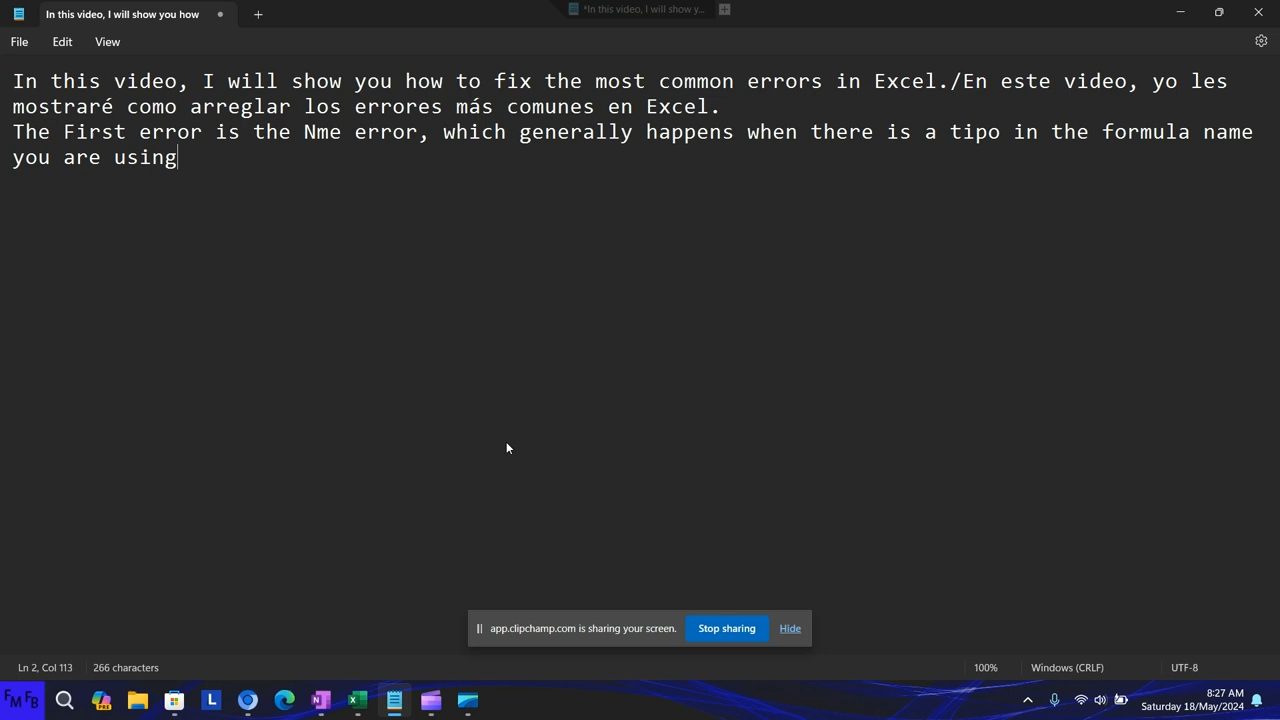 In this video, I will show you how
*In this video, I will show y...
File Edit View
In this video, I will show you how to fix the most common errors in Excel./En este video, yo les
mostraré como arreglar los errores más comunes en Excel.
The First error is the Nme error, which generally happens when there is a tipo in the formula name
you are using
app.clipchamp.com is sharing your screen. Stop sharing Hide
Ln 2, Col 113 266 characters 100% Windows (CRLF) UTF-8
FM FB PRE L 8:27 AM
Saturday 18/May/2024